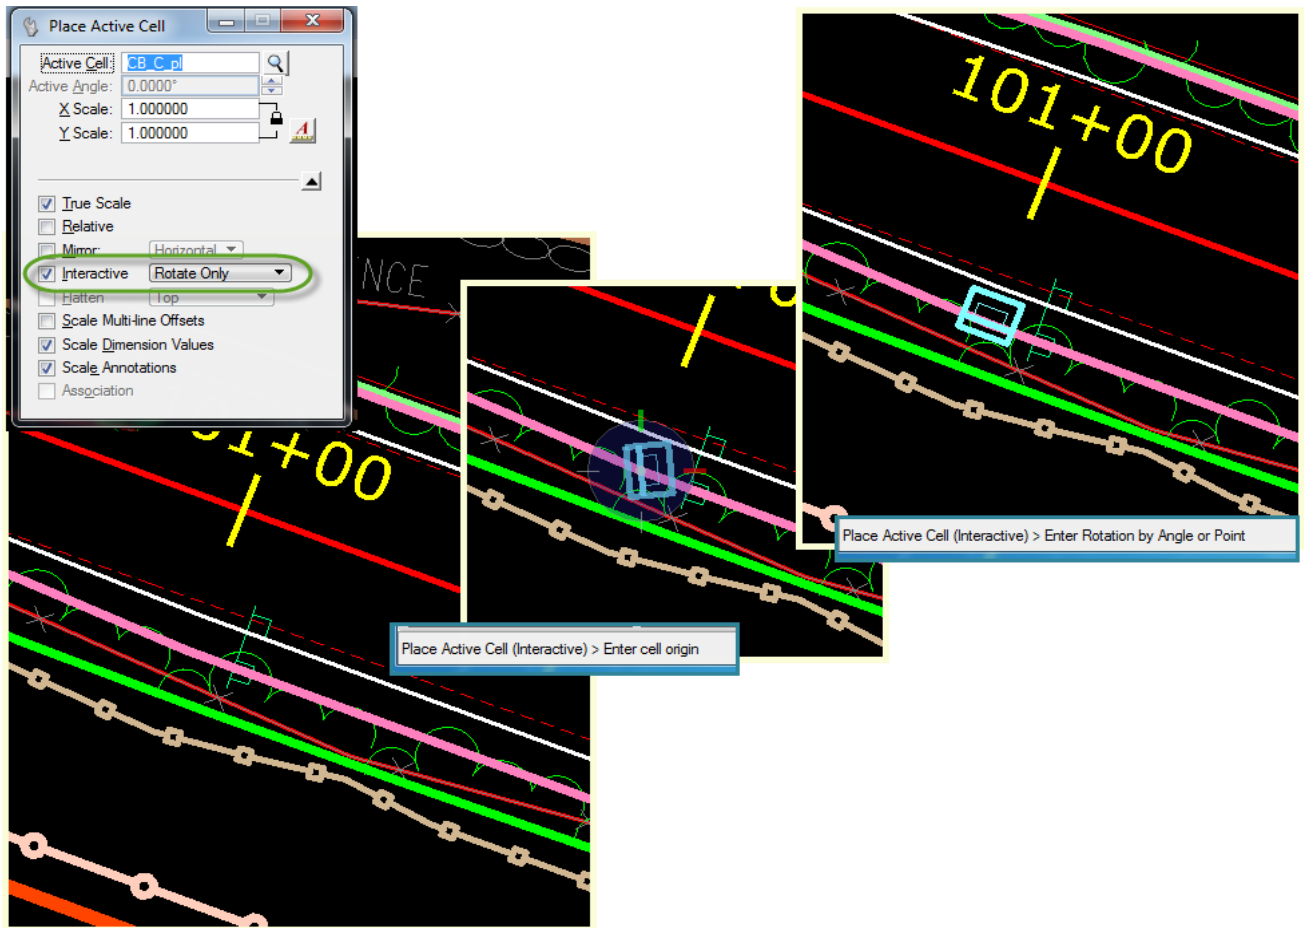 Place Active Cell
Active Cell: CB_C_pl
Active Angle: 0.0000°
X Scale: 1.000000
Y Scale: 1.000000
True Scale
Relative
Mirror: Horizontal
Interactive Rotate Only
Flatten Top
Scale Multi-line Offsets
Scale Dimension Values
Scale Annotations
Association
101+00
Place Active Cell (Interactive) > Enter Rotation by Angle or Point
Place Active Cell (Interactive) > Enter cell origin